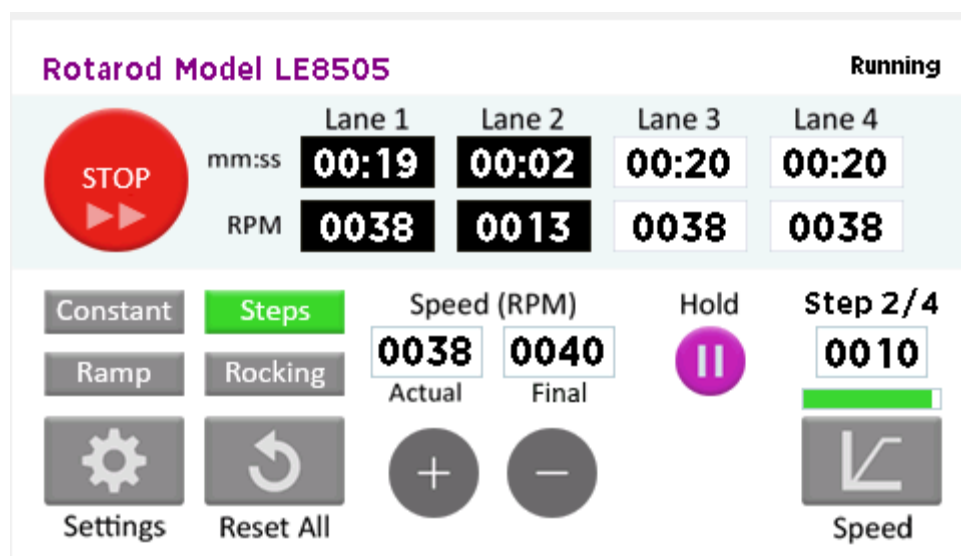 Rotarod Model LE8505 Running
Lane 1 Lane 2 Lane 3 Lane 4
STOP mm:ss 00:19 00:02 00:20 00:20
RPM 0038 0013 0038 0038
Constant Steps Speed (RPM) Hold Step 2/4
0038 0040 0010
Ramp Rocking Actual Final
Settings Reset All + − Speed